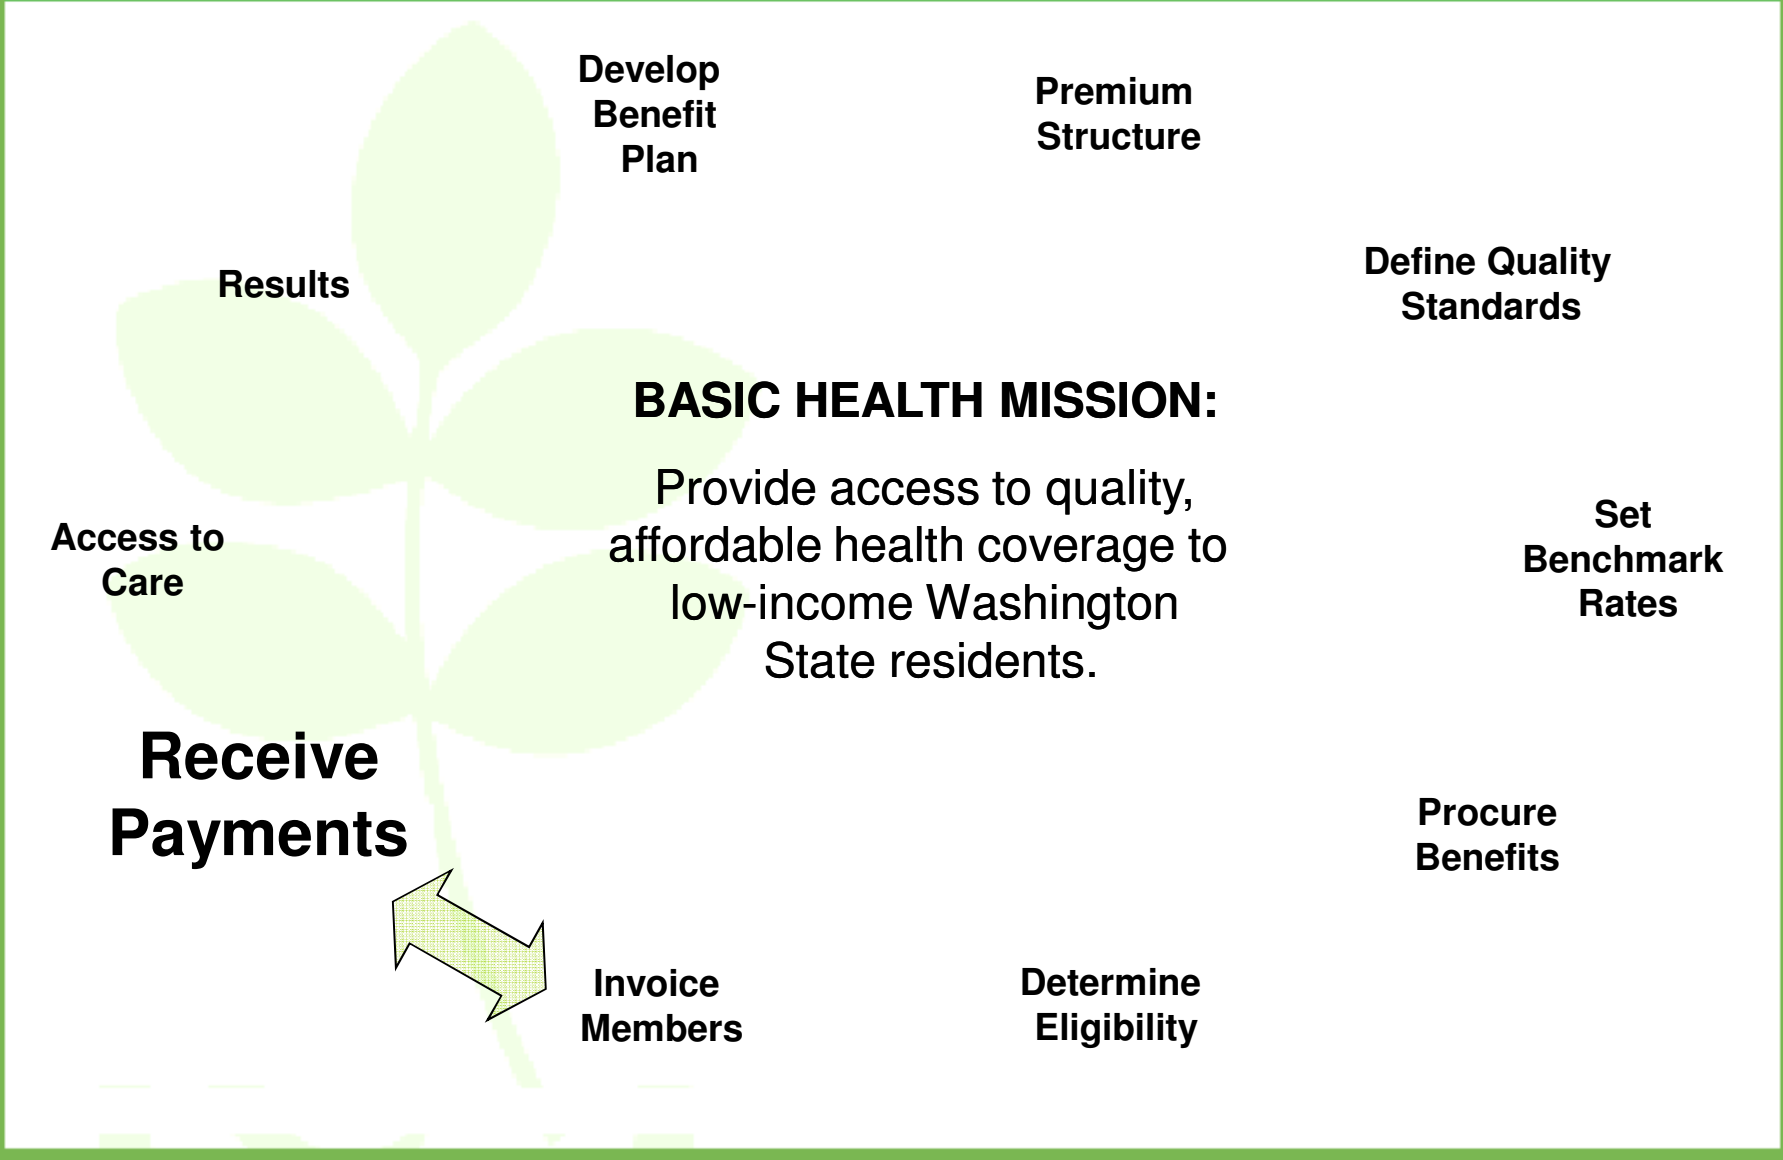 Develop
Benefit
Plan
Premium
Structure
Define Quality
Standards
Results
BASIC HEALTH MISSION:
Provide access to quality,
affordable health coverage to
low-income Washington
State residents.
Set
Benchmark
Rates
Access to
Care
Receive
Payments
Procure
Benefits
Invoice
Members
Determine
Eligibility